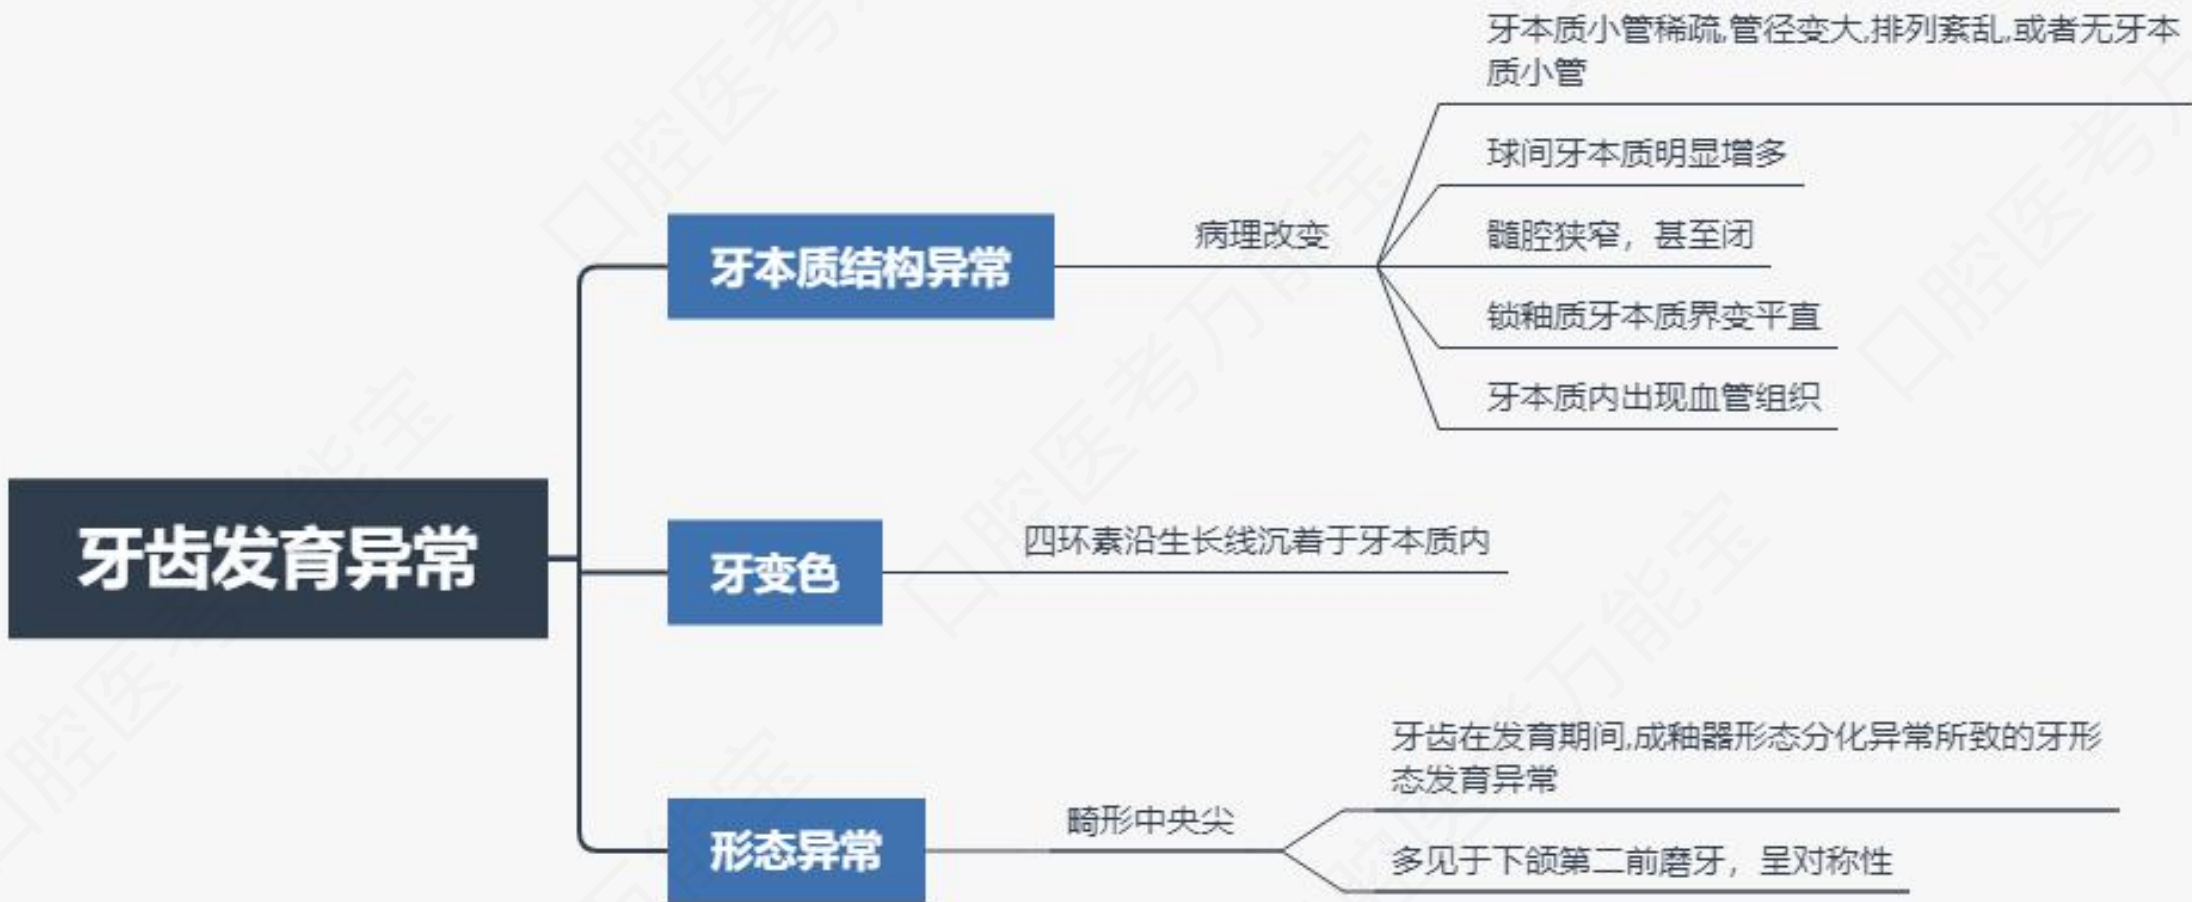 牙本质小管稀疏,管径变大,排列紊乱,或者无牙本
质小管
球间牙本质明显增多
牙本质结构异常
病理改变
髓腔狭窄，甚至闭
锁釉质牙本质界变平直
牙本质内出现血管组织
牙齿发育异常
牙变色
四环素沿生长线沉着于牙本质内
牙齿在发育期间,成釉器形态分化异常所致的牙形
态发育异常
形态异常
畸形中央尖
多见于下颌第二前磨牙，呈对称性
口腔医考万能宝